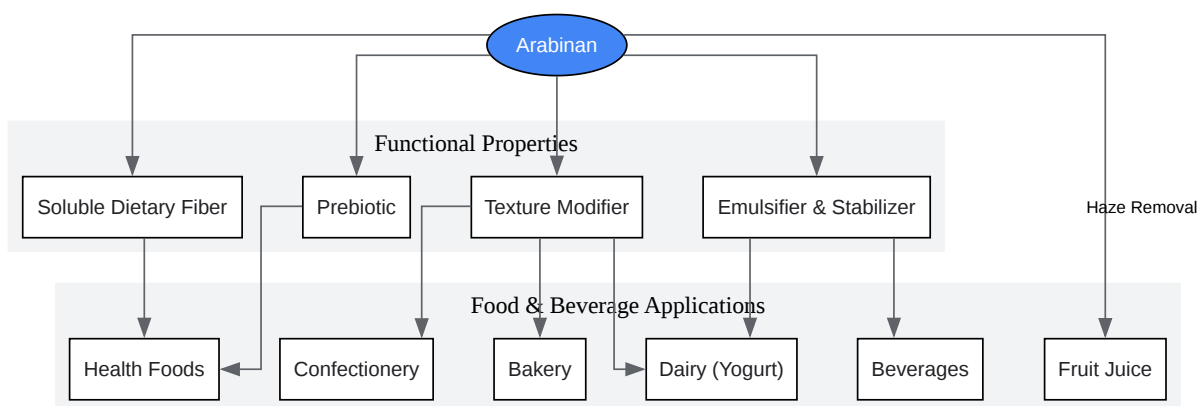 Arabinan
Functional Properties
Soluble Dietary Fiber
Prebiotic
Texture Modifier
Emulsifier & Stabilizer
Haze Removal
Food & Beverage Applications
Health Foods
Confectionery
Bakery
Dairy (Yogurt)
Beverages
Fruit Juice